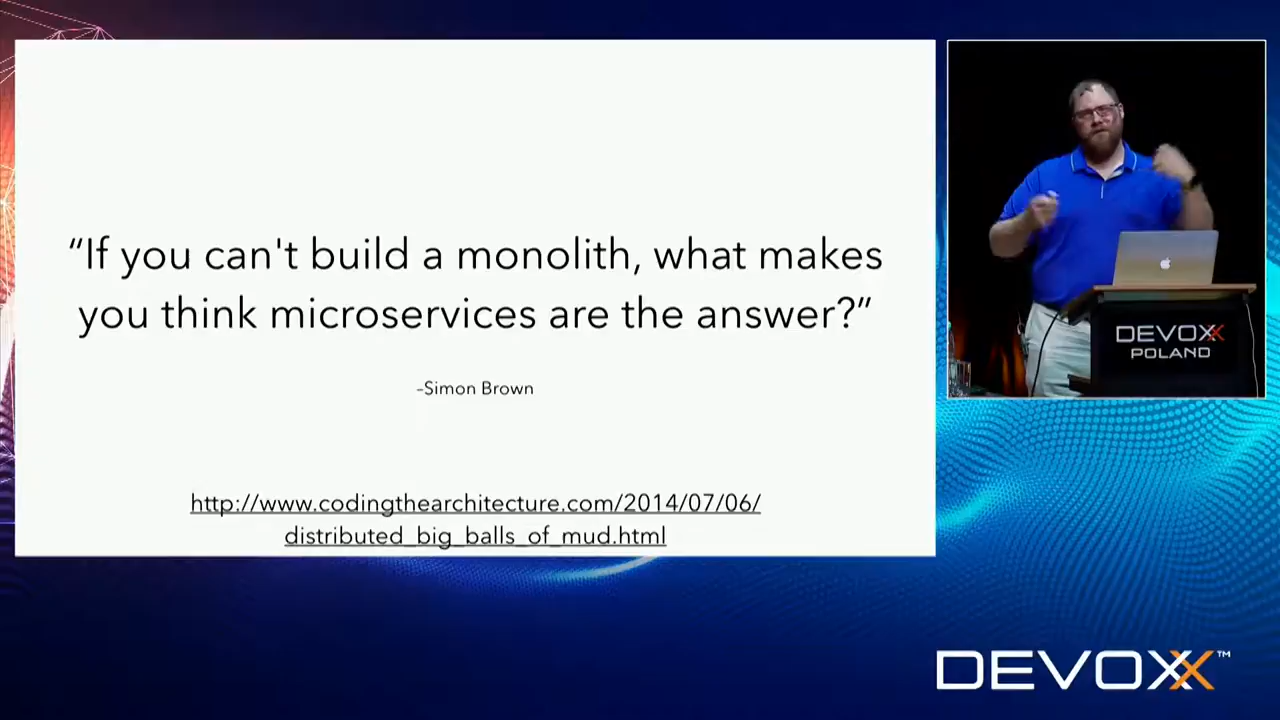 “If you can't build a monolith, what makes
you think microservices are the answer?”
–Simon Brown
http://www.codingthearchitecture.com/2014/07/06/
distributed_big_balls_of_mud.html
DEVOXX
POLAND
DEVOXX™